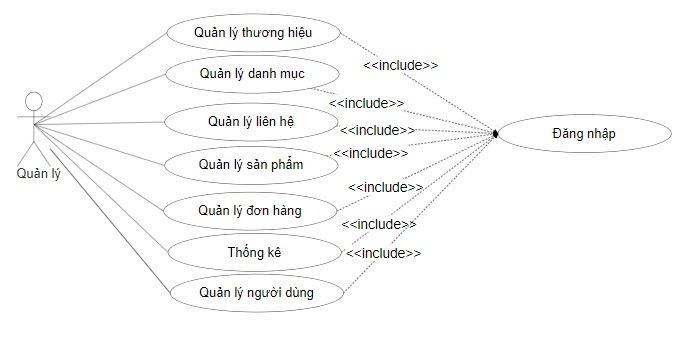 Quản lý thương hiệu
<<include>>
Quản lý danh mục
<<include>>
Quản lý liên hệ
<<include>>
Đăng nhập
Quản lý sản phẩm
<<include>>
Quản lý
<<include>>
Quản lý đơn hàng
<<include>>
Thống kê
<<include>>
Quản lý người dùng